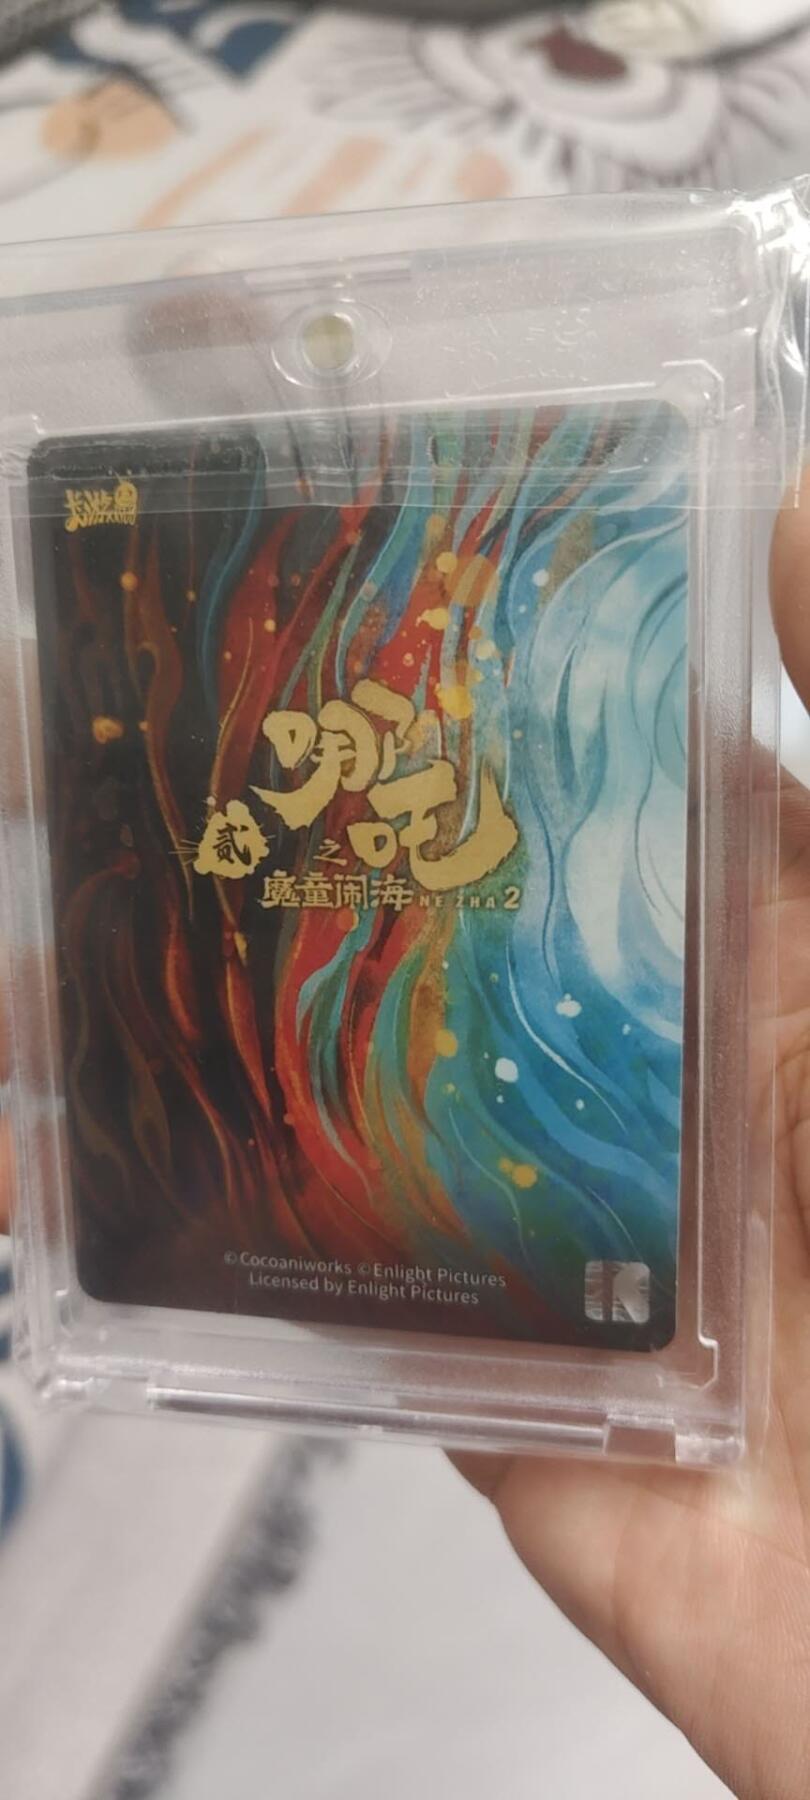 卡游
哪吒
贰
之
魔童闹海 NE ZHA 2
©Cocoaniworks ©Enlight Pictures
Licensed by Enlight Pictures